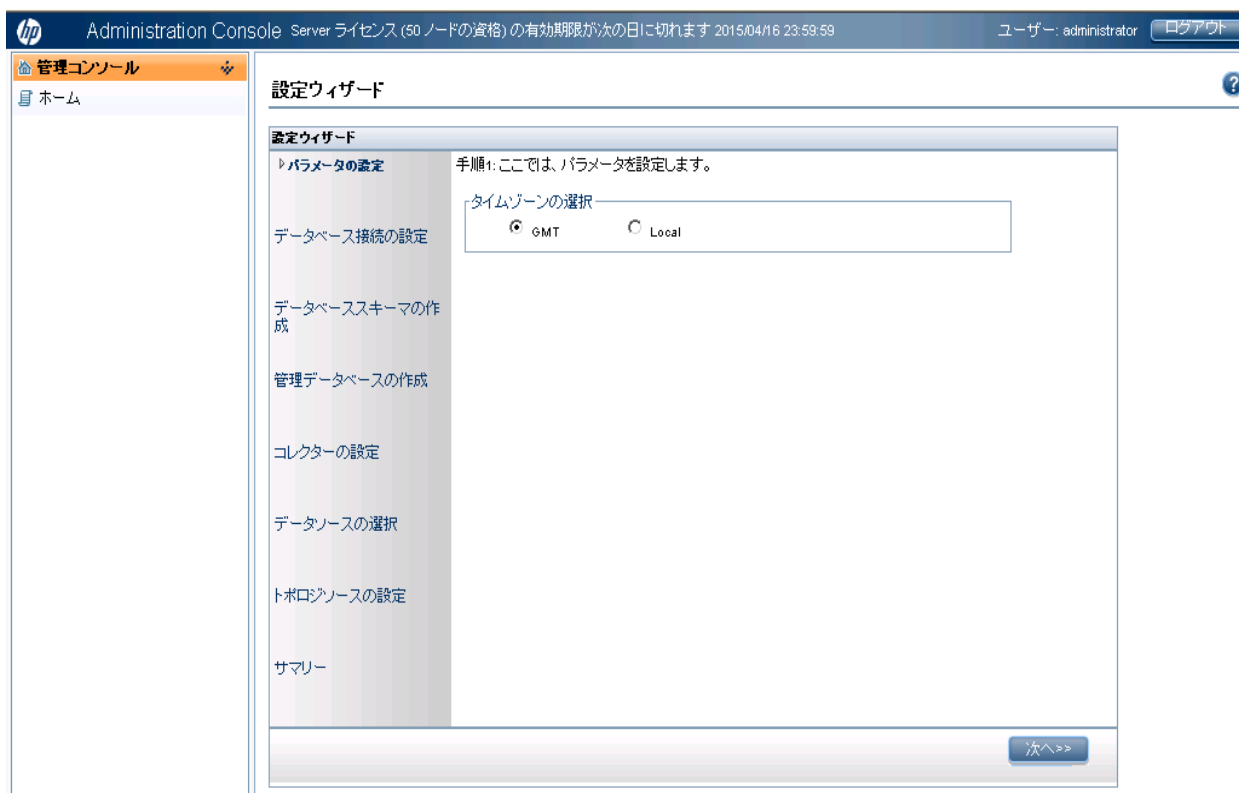 hp Administration Console Server ライセンス (50 ノードの資格) の有効期限が次の日に切れます 2015/04/16 23:59:59 ユーザー: administrator ログアウト
管理コンソール
ホーム
設定ウィザード
?
設定ウィザード
パラメータの設定
手順1: ここでは、パラメータを設定します。
タイムゾーンの選択
GMT Local
データベース接続の設定
データベーススキーマの作
成
管理データベースの作成
コレクターの設定
データソースの選択
トポロジソースの設定
サマリー
次へ>>